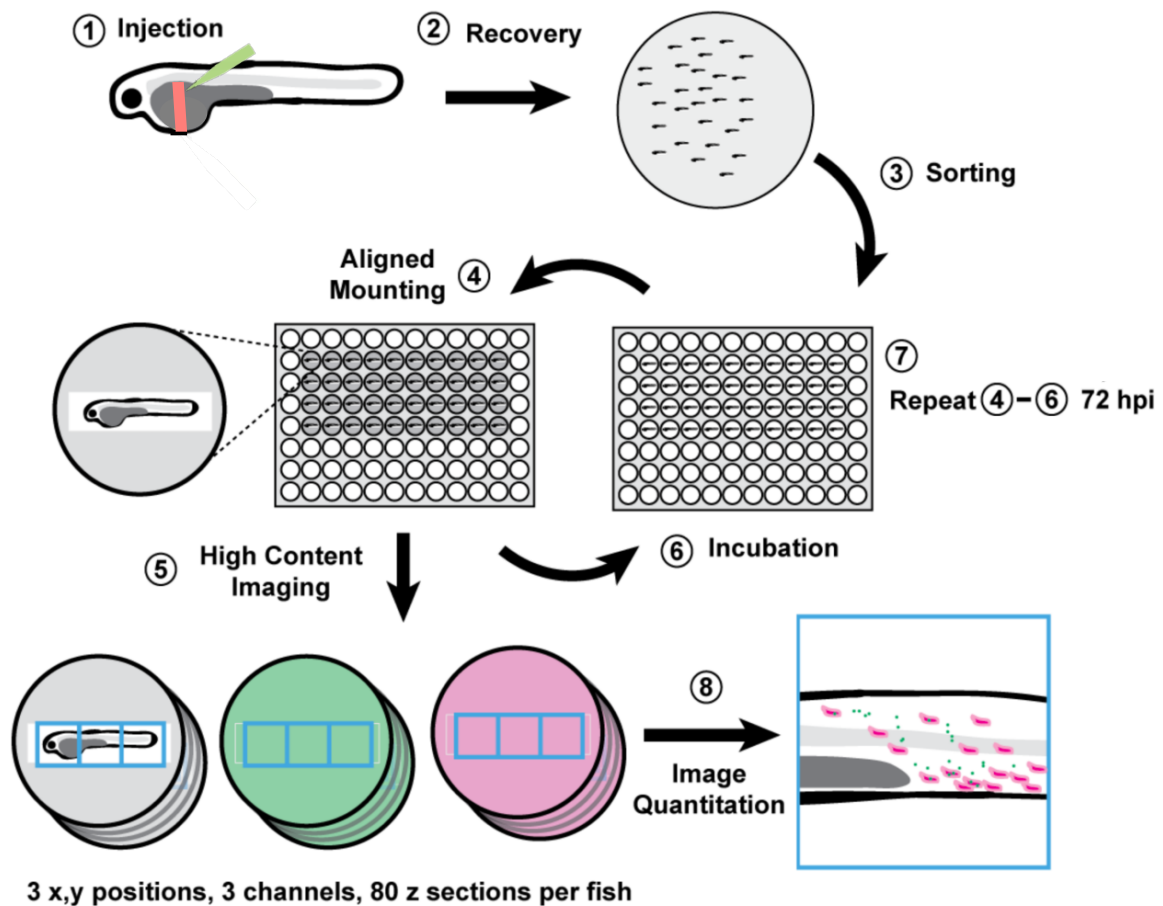 ① Injection
② Recovery
③ Sorting
Aligned
Mounting ④
⑦
Repeat ④–⑥ 72 hpi
⑤ High Content
Imaging
⑥ Incubation
⑧
Image
Quantitation
3 x,y positions, 3 channels, 80 z sections per fish